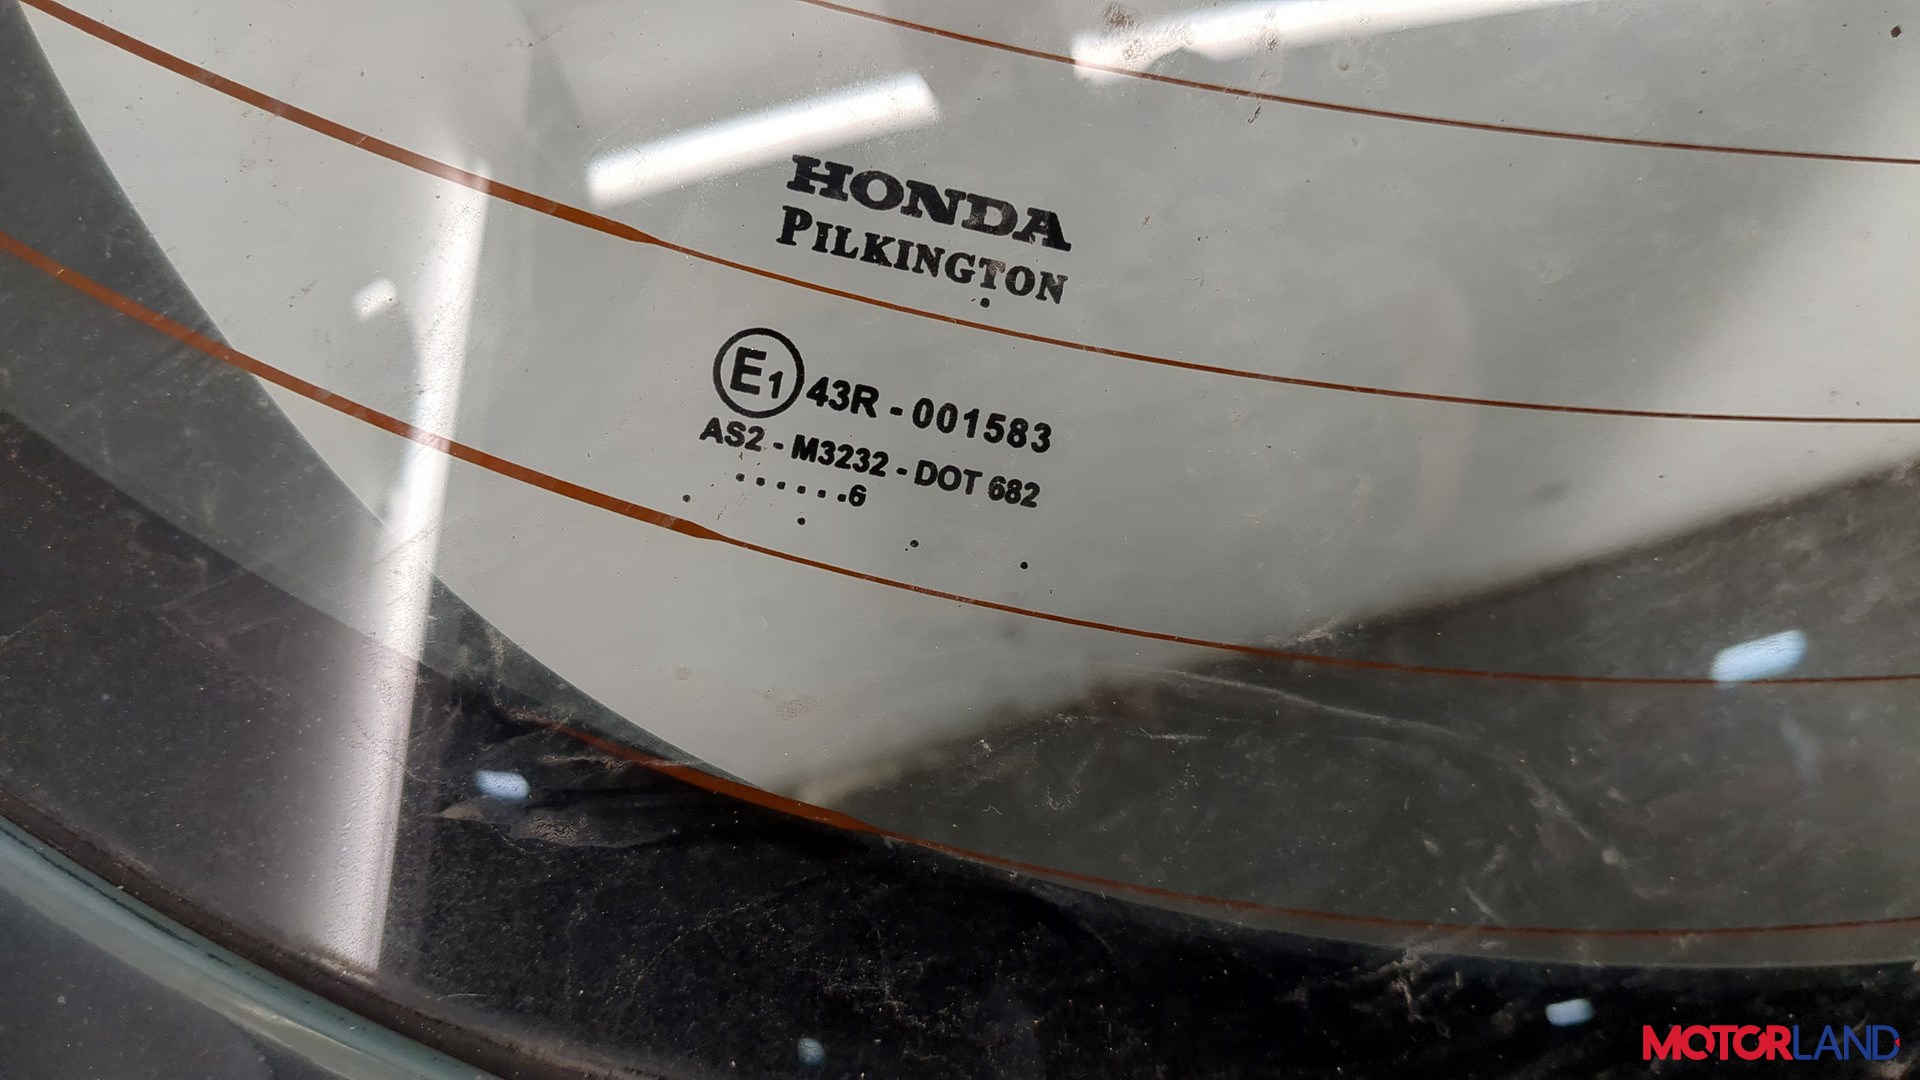 HONDA
PILKINGTON
E1 43R - 001583
AS2 - M3232 - DOT 682
. . . . . . .6
MOTORLAND